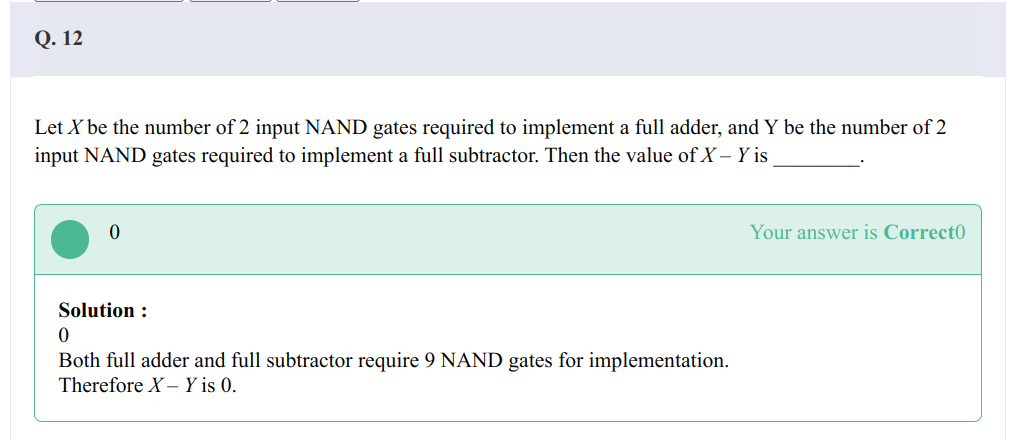 Q. 12
Let X be the number of 2 input NAND gates required to implement a full adder, and Y be the number of 2
input NAND gates required to implement a full subtractor. Then the value of X – Y is ________.
0
Your answer is Correct0
Solution :
0
Both full adder and full subtractor require 9 NAND gates for implementation.
Therefore X – Y is 0.